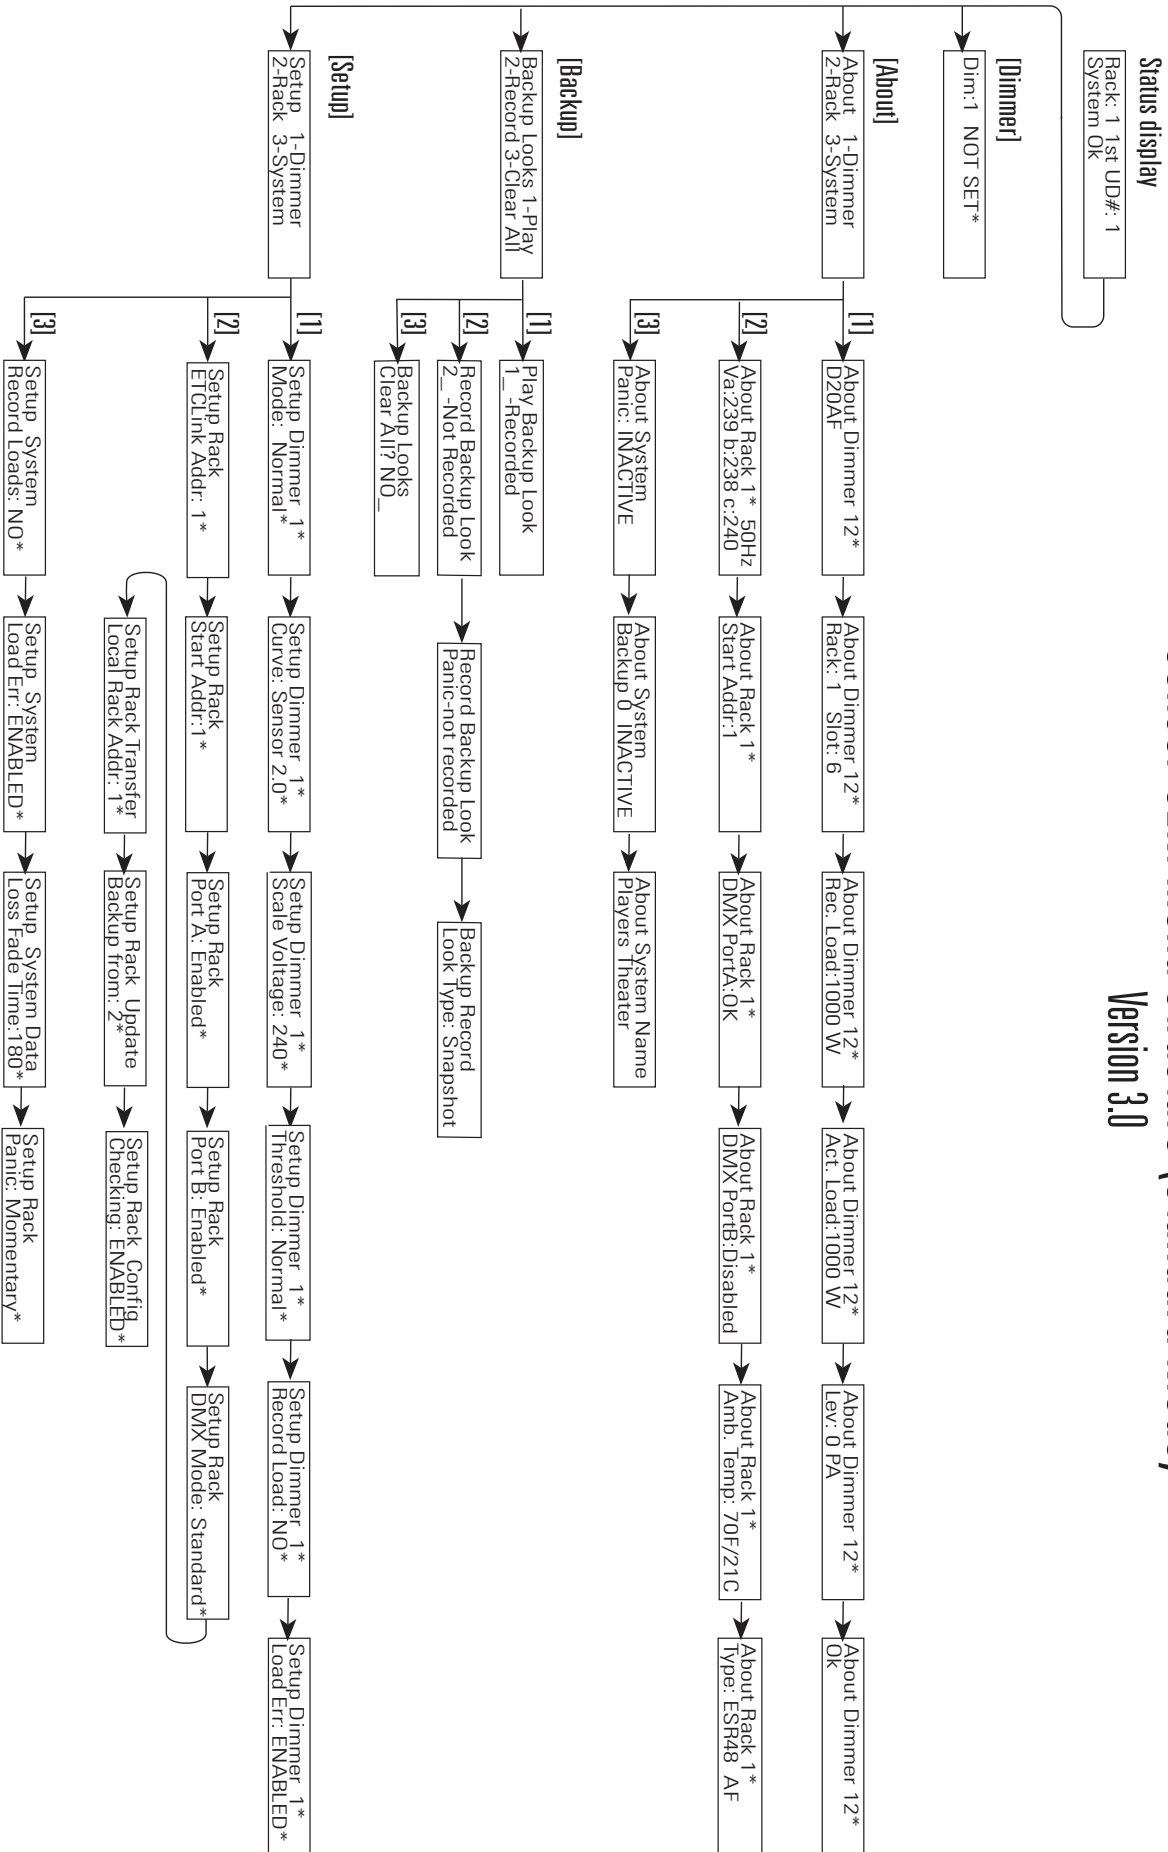 Version 3.0
Status display
Rack: 1 1st UD#: 1
System Ok
[Dimmer]
Dim:1 NOT SET*
[About]
About 1-Dimmer
2-Rack 3-System
[1]
About Dimmer 12*
D20AF
About Dimmer 12*
Rack: 1 Slot: 6
About Dimmer 12*
Rec. Load:1000 W
About Dimmer 12*
Act. Load:1000 W
About Dimmer 12*
Lev: 0 PA
About Dimmer 12*
Ok
[2]
About Rack 1* 50Hz
Va:239 b:238 c:240
About Rack 1*
Start Addr:1
About Rack 1*
DMX PortA:OK
About Rack 1*
DMX PortB:Disabled
About Rack 1*
Amb. Temp: 70F/21C
About Rack 1*
Type: ESR48 AF
[3]
About System
Panic: INACTIVE
About System
Backup 0 INACTIVE
About System Name
Players Theater
[Backup]
Backup Looks 1-Play
2-Record 3-Clear All
[1]
Play Backup Look
1_ -Recorded
[2]
Record Backup Look
2_ -Not Recorded
Record Backup Look
Panic-not recorded
Backup Record
Look Type: Snapshot
[3]
Backup Looks
Clear All? NO_
[Setup]
Setup 1-Dimmer
2-Rack 3-System
[1]
Setup Dimmer 1*
Mode: Normal*
Setup Dimmer 1*
Curve: Sensor 2.0*
Setup Dimmer 1*
Scale Voltage: 240*
Setup Dimmer 1*
Threshold: Normal*
Setup Dimmer 1*
Record Load: NO*
Setup Dimmer 1*
Load Err: ENABLED*
[2]
Setup Rack
ETCLink Addr: 1*
Setup Rack
Start Addr:1*
Setup Rack
Port A: Enabled*
Setup Rack
Port B: Enabled*
Setup Rack
DMX Mode: Standard*
Setup Rack Transfer
Local Rack Addr: 1*
Setup Rack Update
Backup from: 2*
Setup Rack Config
Checking: ENABLED*
[3]
Setup System
Record Loads: NO*
Setup System
Load Err: ENABLED*
Setup System Data
Loss Fade Time:180*
Setup Rack
Panic: Momentary*